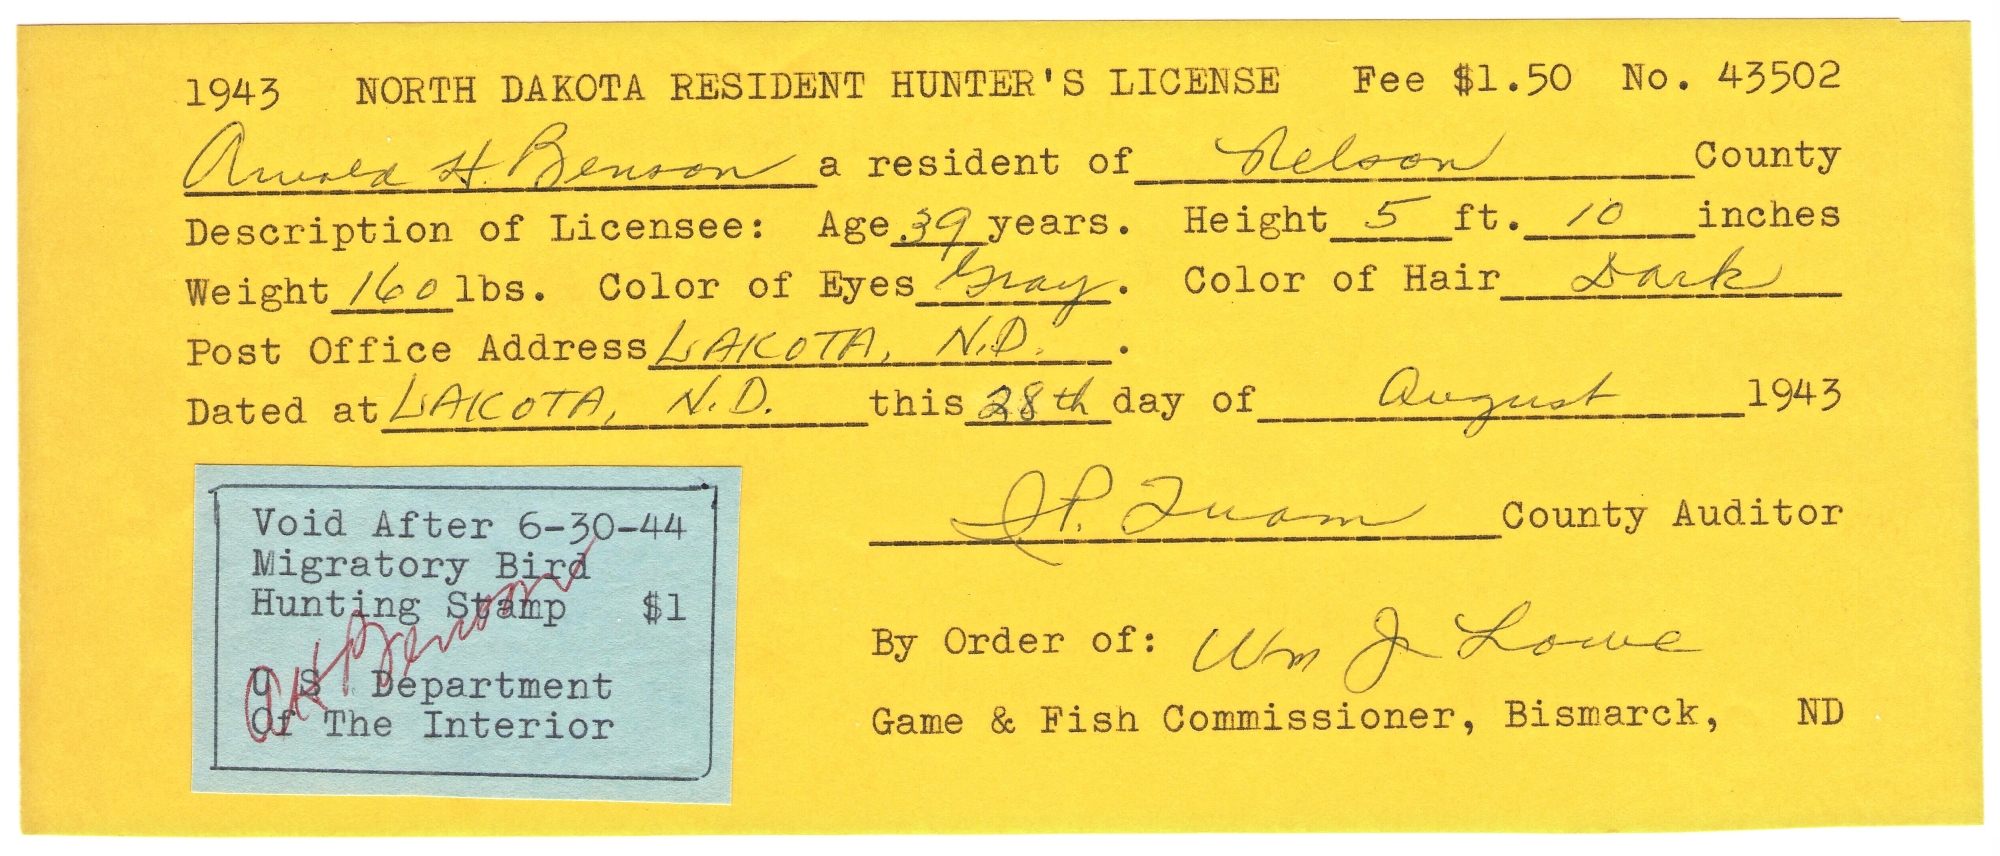 1943 NORTH DAKOTA RESIDENT HUNTER'S LICENSE Fee $1.50 No. 43502
Arnold H. Benson a resident of Nelson County
Description of Licensee: Age 39 years. Height 5 ft. 10 inches
Weight 160 lbs. Color of Eyes Gray. Color of Hair Dark
Post Office Address LAKOTA, N.D. .
Dated at LAKOTA, N.D. this 28th day of August 1943
Void After 6-30-44
Migratory Bird
Hunting Stamp $1
U S Department
Of The Interior
Benson
Quam County Auditor
By Order of: Wm J Lowe
Game & Fish Commissioner, Bismarck, ND